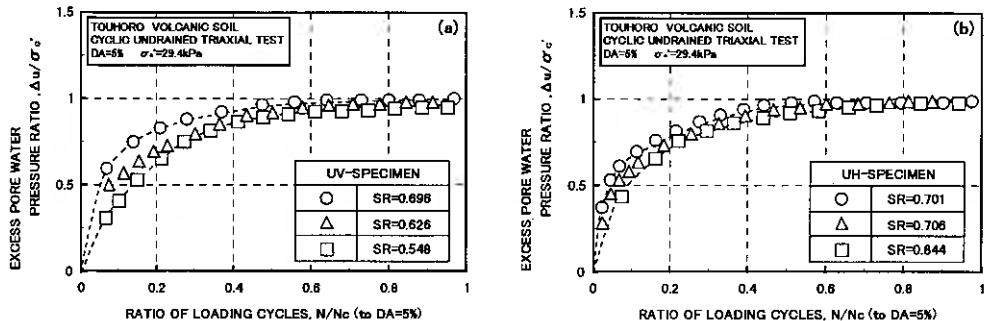 (a)
TOUHORO VOLCANIC SOIL
CYCLIC UNDRAINED TRIAXIAL TEST
DA=5% σc'=29.4kPa
EXCESS PORE WATER
PRESSURE RATIO, Δu/σc'
1.5
1
0.5
0
UV-SPECIMEN
SR=0.696
SR=0.626
SR=0.548
0 0.2 0.4 0.6 0.8 1
RATIO OF LOADING CYCLES, N/Nc (to DA=5%)
(b)
TOUHORO VOLCANIC SOIL
CYCLIC UNDRAINED TRIAXIAL TEST
DA=5% σc'=29.4kPa
EXCESS PORE WATER
PRESSURE RATIO, Δu/σc'
1.5
1
0.5
0
UH-SPECIMEN
SR=0.701
SR=0.706
SR=0.844
0 0.2 0.4 0.6 0.8 1
RATIO OF LOADING CYCLES, N/Nc (to DA=5%)